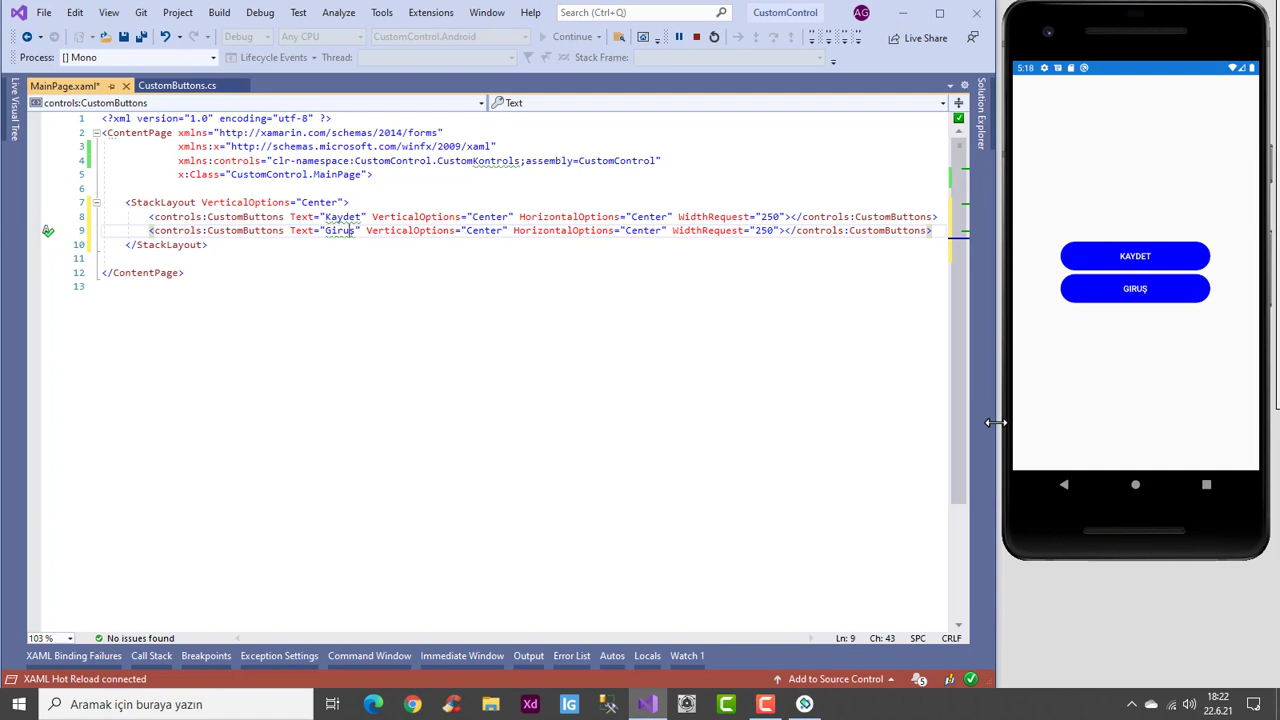 File Edit View Git Project Build Debug Test Analyze Tools Extensions Window Help Search (Ctrl+Q) CustomControl AG
Debug Any CPU CustomControl.Android Continue Live Share
Process: [] Mono Lifecycle Events Thread: Stack Frame:
MainPage.xaml* CustomButtons.cs
controls:CustomButtons Text
1 <?xml version="1.0" encoding="utf-8" ?>
2 <ContentPage xmlns="http://xamarin.com/schemas/2014/forms"
3 xmlns:x="http://schemas.microsoft.com/winfx/2009/xaml"
4 xmlns:controls="clr-namespace:CustomControl.CustomKontrols;assembly=CustomControl"
5 x:Class="CustomControl.MainPage">
6
7 <StackLayout VerticalOptions="Center">
8 <controls:CustomButtons Text="Kaydet" VerticalOptions="Center" HorizontalOptions="Center" WidthRequest="250"></controls:CustomButtons>
9 <controls:CustomButtons Text="Giruş" VerticalOptions="Center" HorizontalOptions="Center" WidthRequest="250"></controls:CustomButtons>
10 </StackLayout>
11
12 </ContentPage>
13
Live Visual Tree
Solution Explorer
5:18
KAYDET
GIRUŞ
103 % No issues found Ln: 9 Ch: 43 SPC CRLF
XAML Binding Failures Call Stack Breakpoints Exception Settings Command Window Immediate Window Output Error List Autos Locals Watch 1
XAML Hot Reload connected Add to Source Control 5
Aramak için buraya yazın Xd 18:22
22.6.21